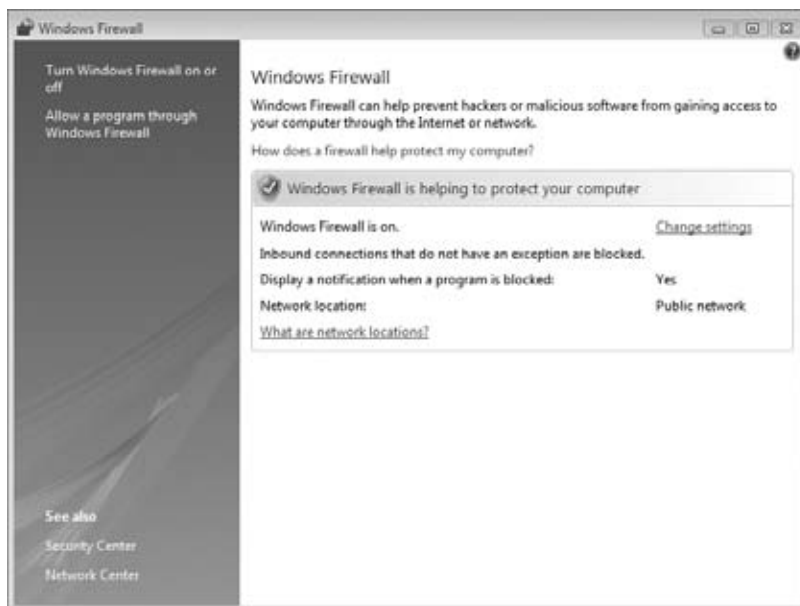 Windows Firewall
Turn Windows Firewall on or
off
Allow a program through
Windows Firewall
See also
Security Center
Network Center
Windows Firewall
Windows Firewall can help prevent hackers or malicious software from gaining access to
your computer through the Internet or network.
How does a firewall help protect my computer?
Windows Firewall is helping to protect your computer
Windows Firewall is on. Change settings
Inbound connections that do not have an exception are blocked.
Display a notification when a program is blocked: Yes
Network location: Public network
What are network locations?